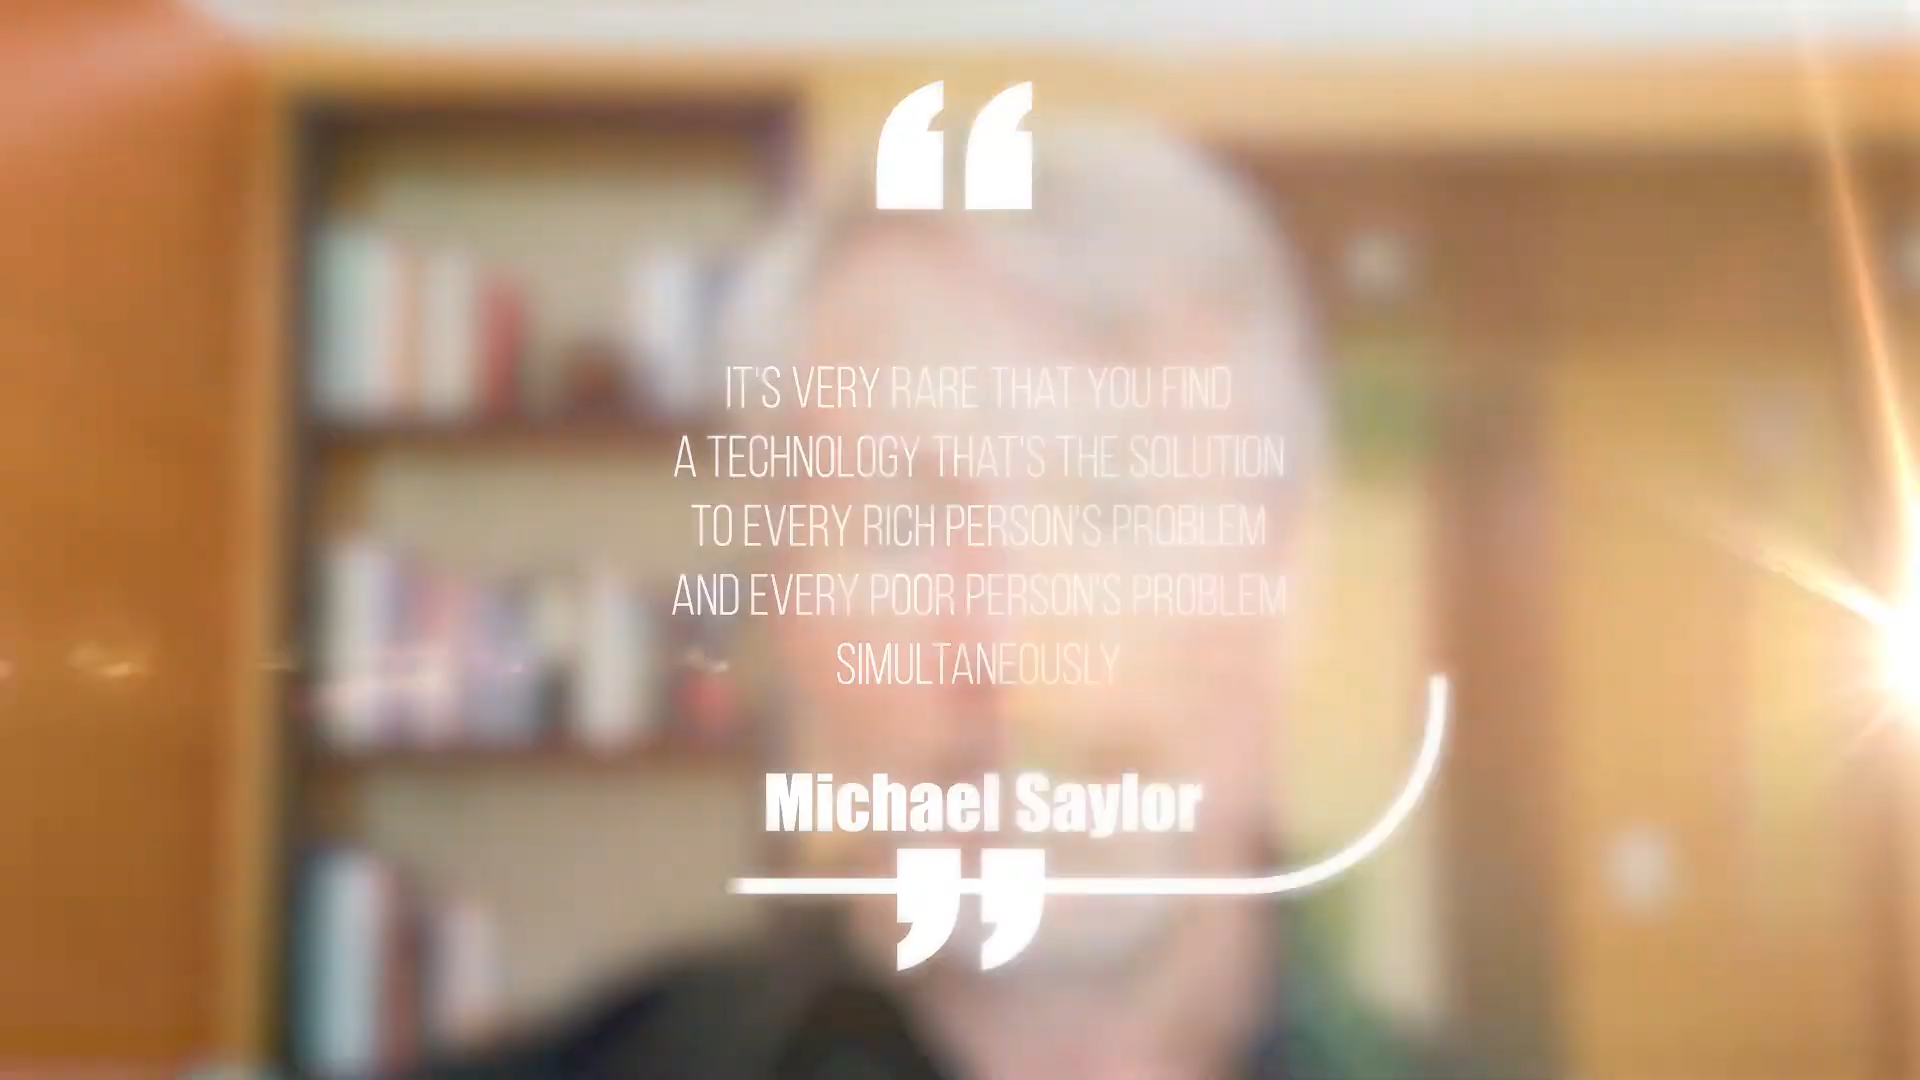 “
IT'S VERY RARE THAT YOU FIND
A TECHNOLOGY THAT'S THE SOLUTION
TO EVERY RICH PERSON'S PROBLEM
AND EVERY POOR PERSON'S PROBLEM
SIMULTANEOUSLY
Michael Saylor
”